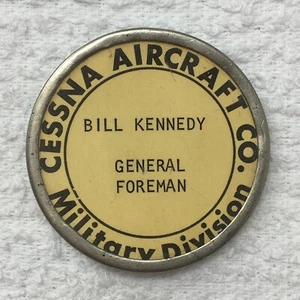 CESSNA AIRCRAFT CO.
BILL KENNEDY
GENERAL
FOREMAN
Military Division